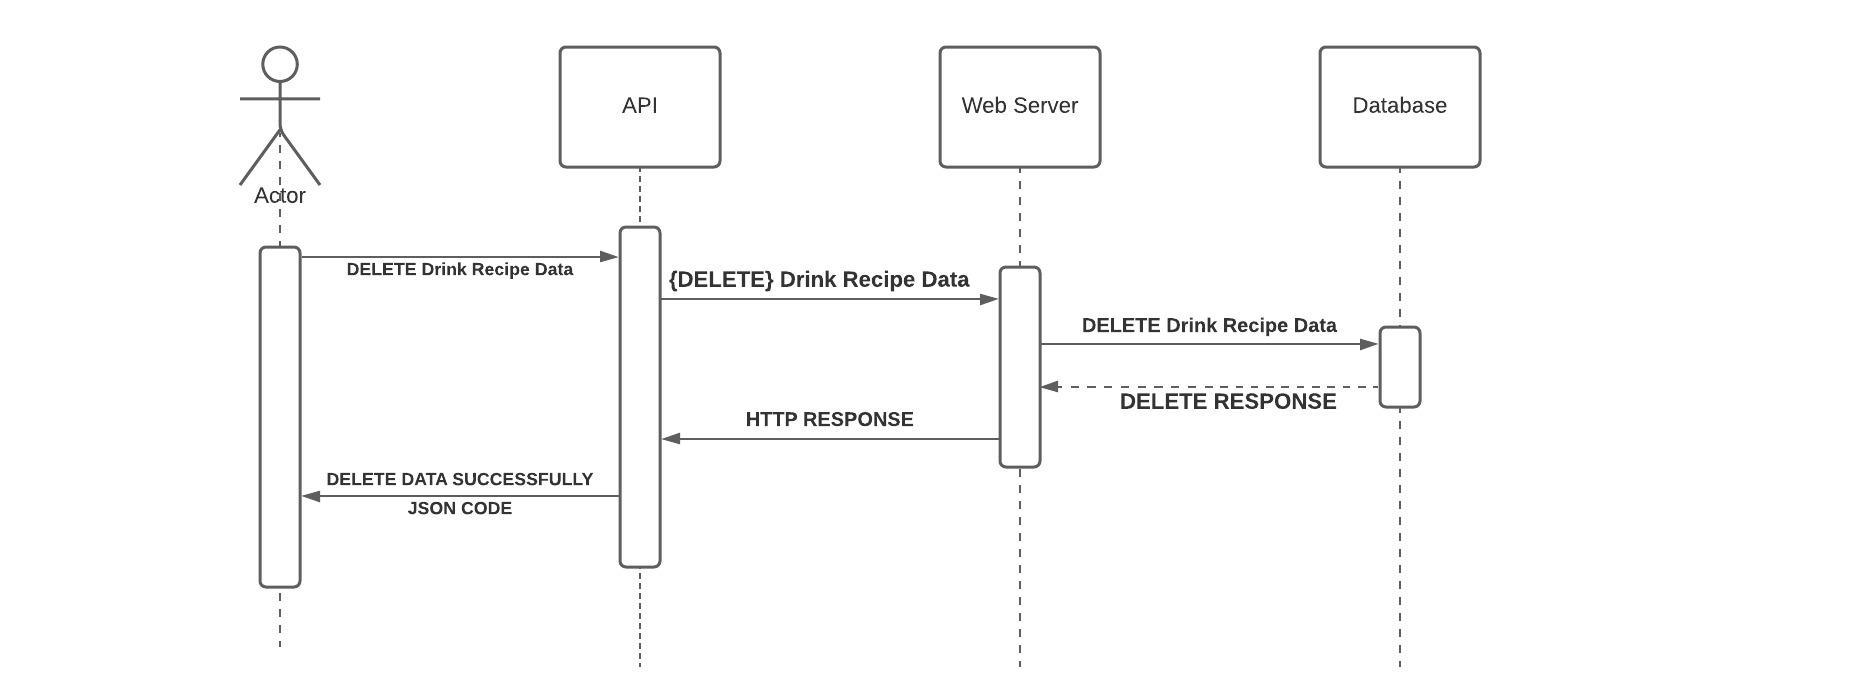 API
Web Server
Database
Actor
DELETE Drink Recipe Data
{DELETE} Drink Recipe Data
DELETE Drink Recipe Data
DELETE RESPONSE
HTTP RESPONSE
DELETE DATA SUCCESSFULLY
JSON CODE